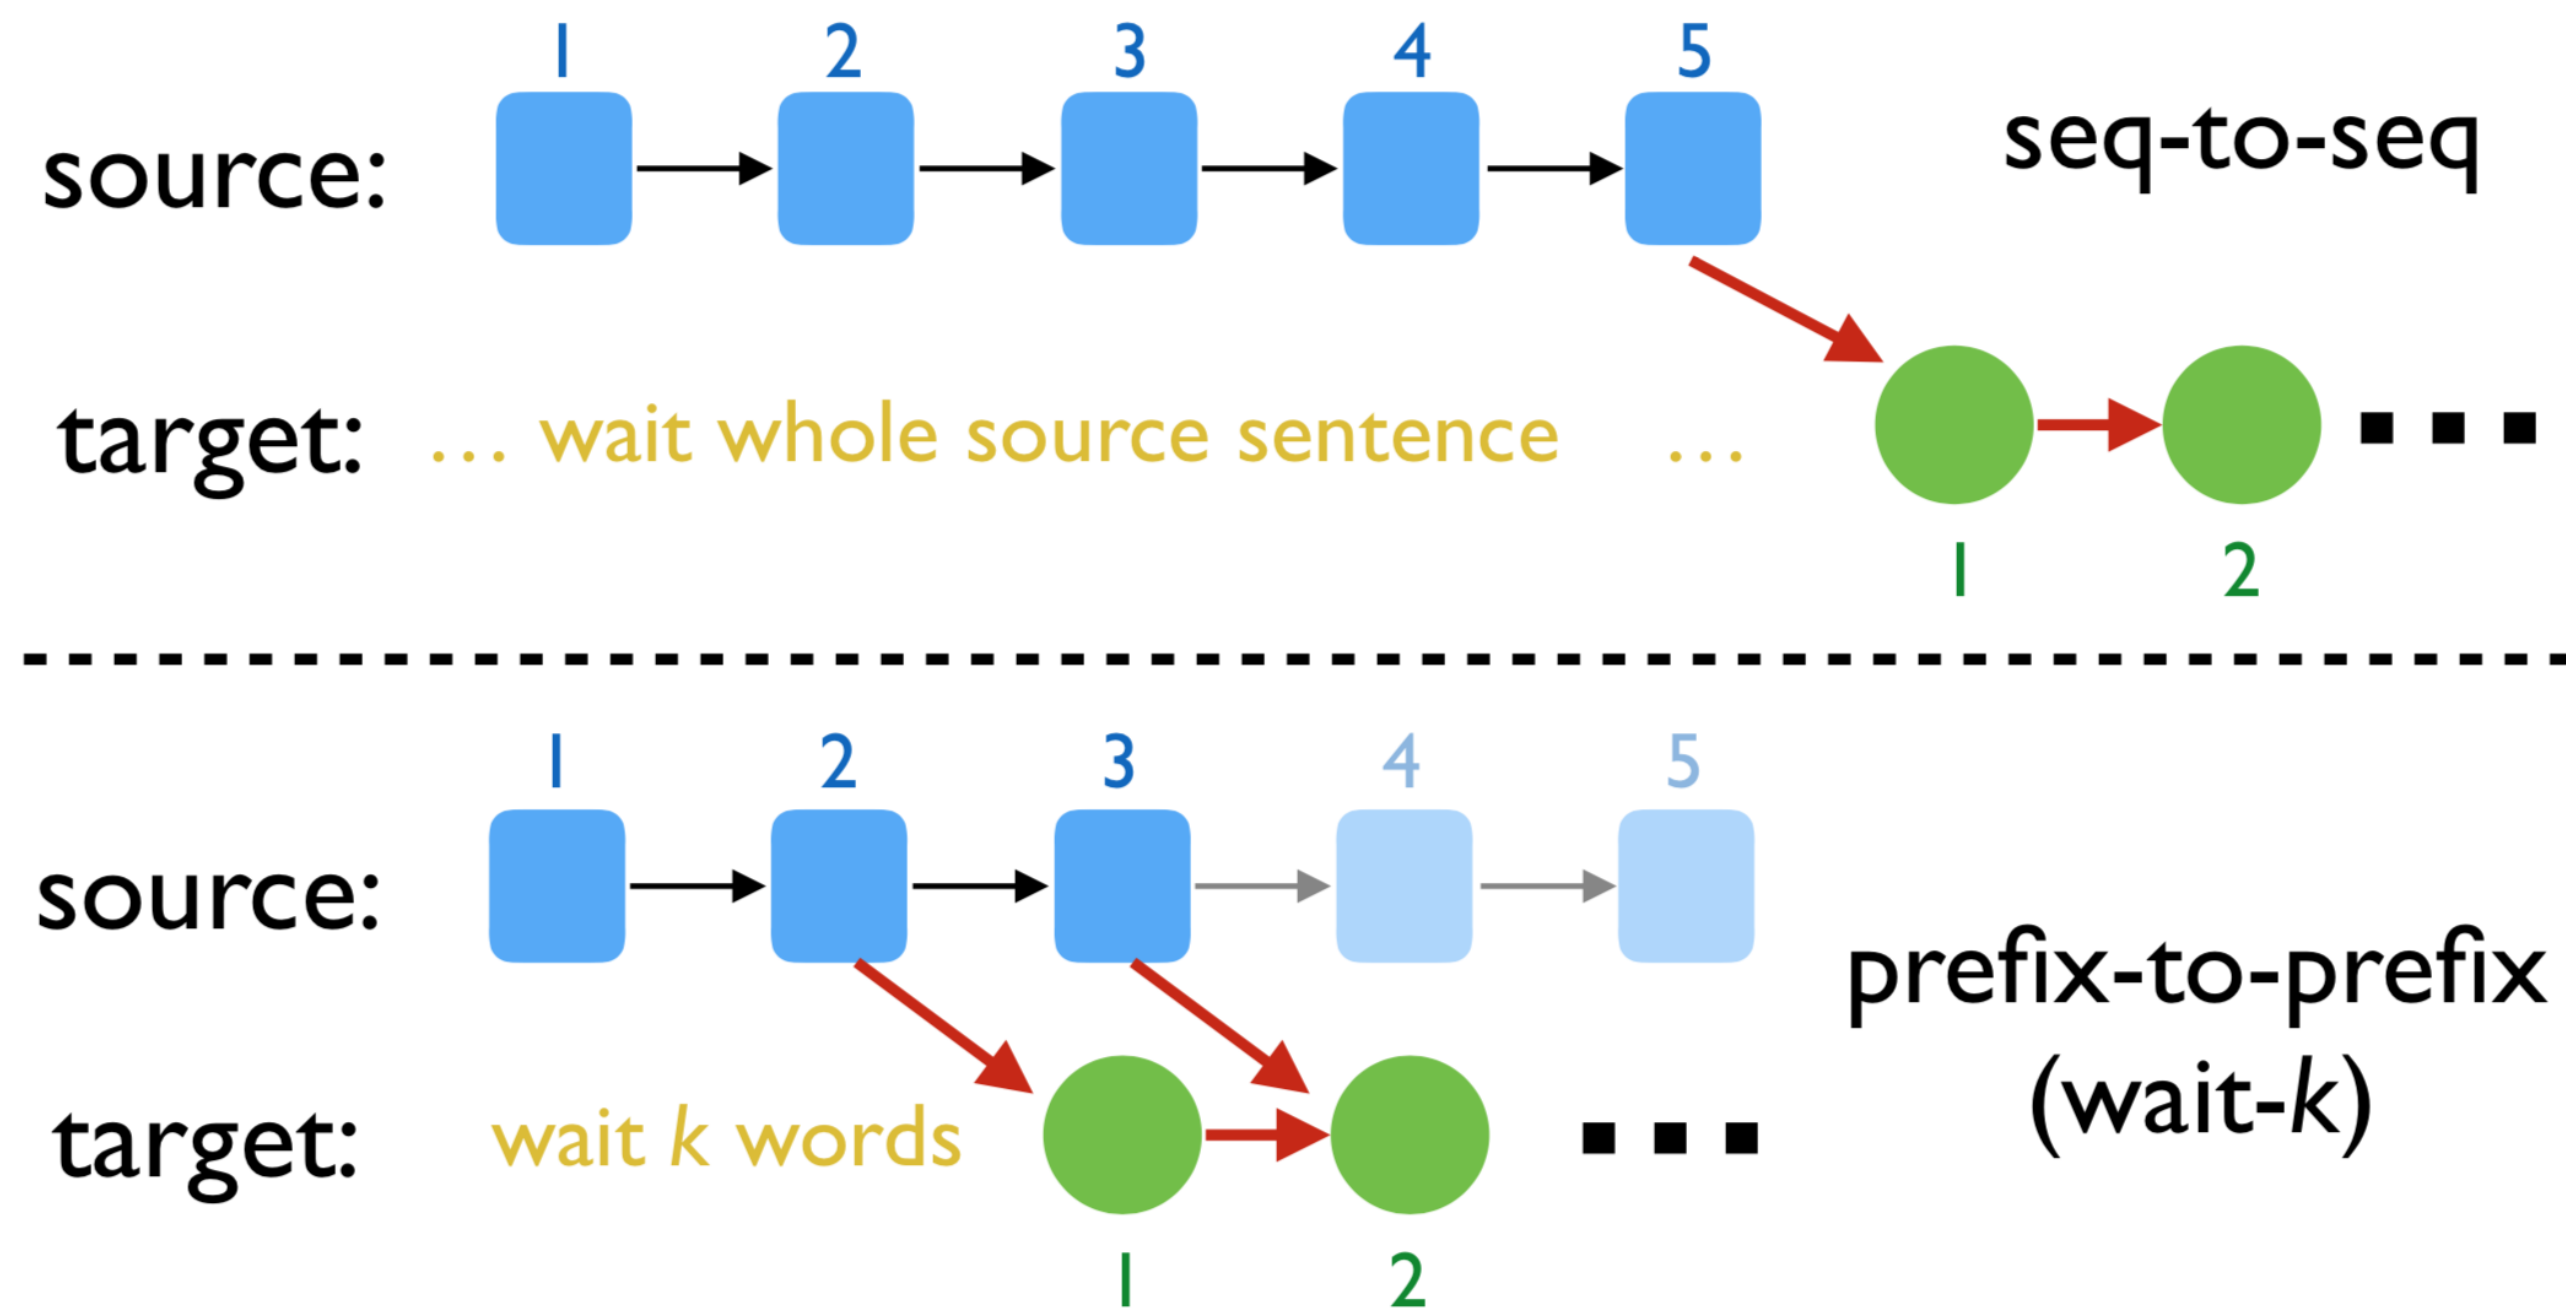 1 2 3 4 5
source:
seq-to-seq
target: … wait whole source sentence …
1 2
1 2 3 4 5
source:
prefix-to-prefix
(wait-k)
target: wait k words
1 2